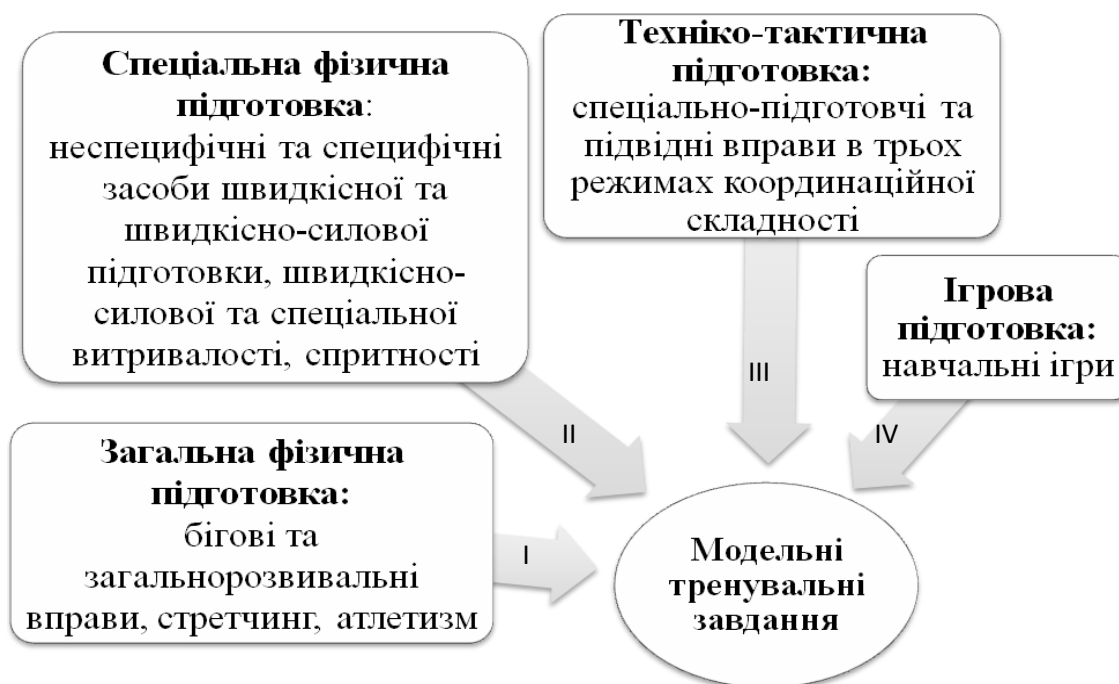 Спеціальна фізична
підготовка:
неспецифічні та специфічні
засоби швидкісної та
швидкісно-силової
підготовки, швидкісно-
силової та спеціальної
витривалості, спритності
Техніко-тактична
підготовка:
спеціально-підготовчі та
підвідні вправи в трьох
режимах координаційної
складності
Ігрова
підготовка:
навчальні ігри
III
II
IV
Загальна фізична
підготовка:
бігові та
загальнорозвивальні
вправи, стретчинг, атлетизм
I
Модельні
тренувальні
завдання